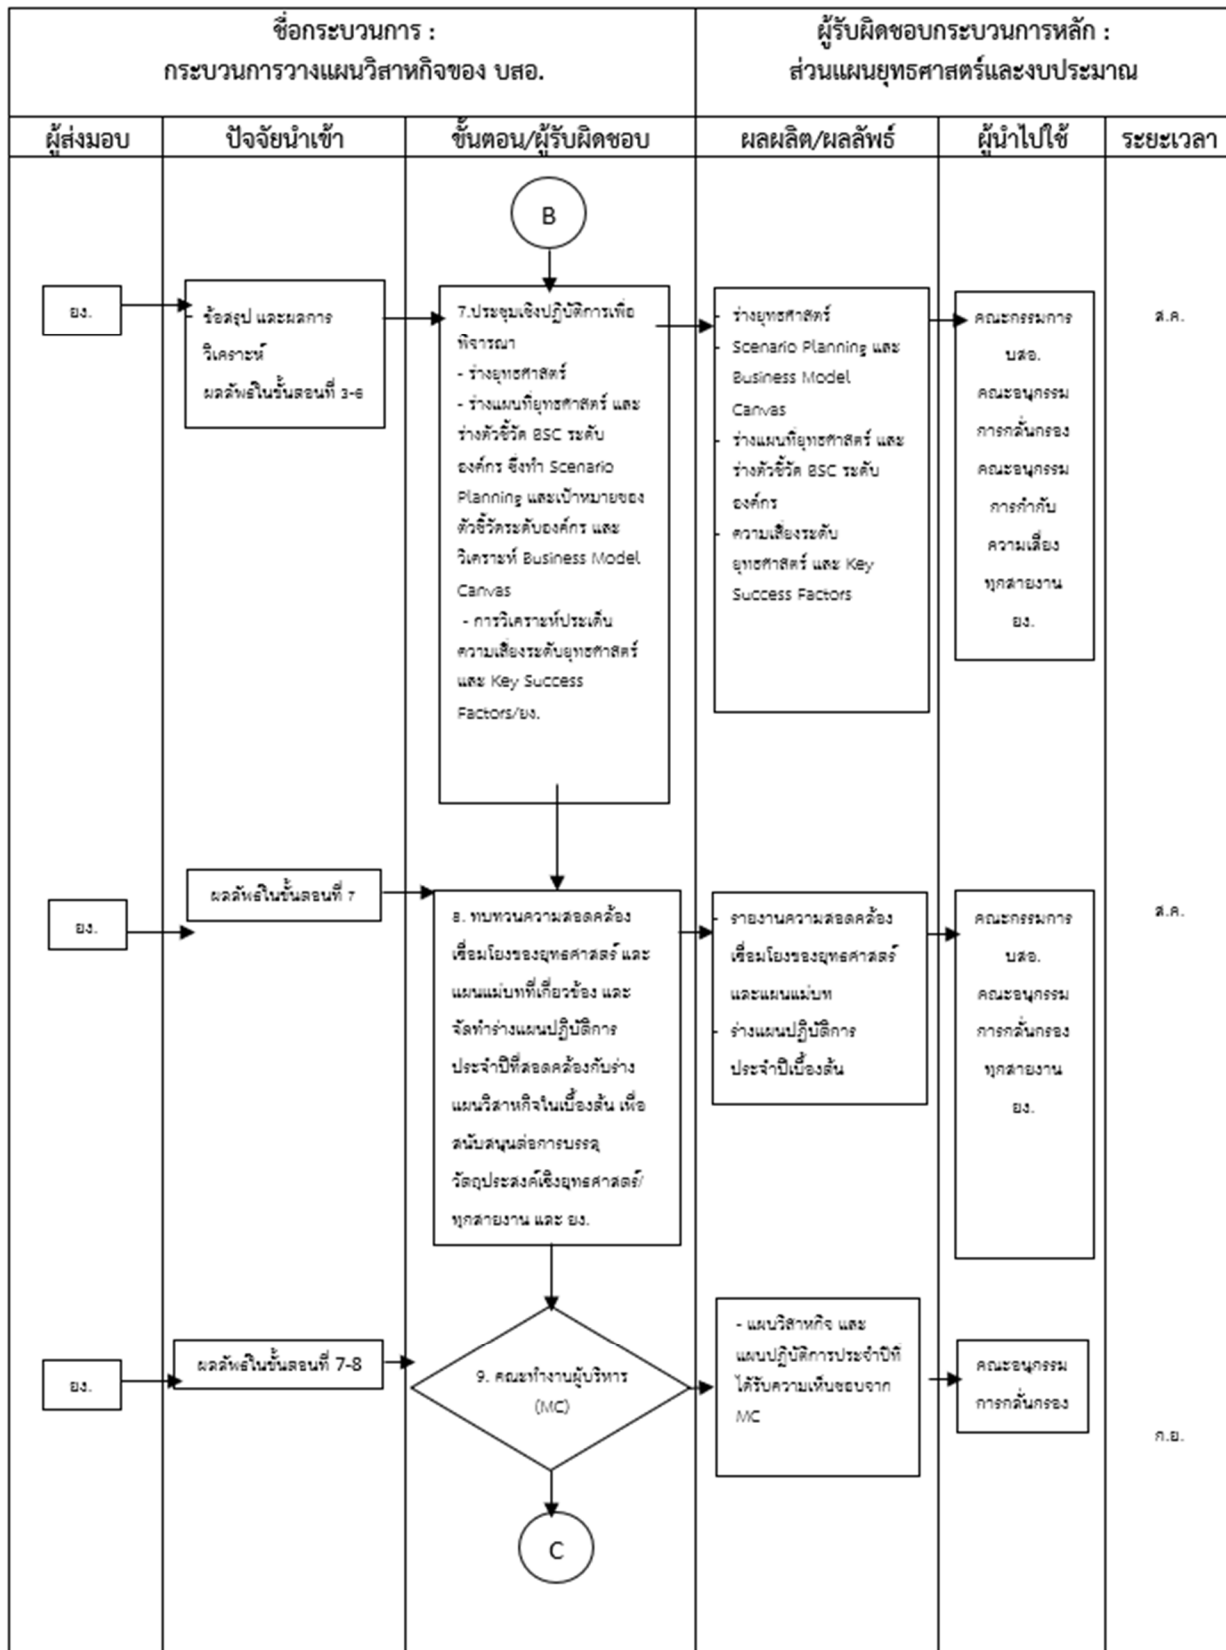 ชื่อกระบวนการ :
กระบวนการวางแผนวิสาหกิจของ บสอ.
ผู้รับผิดชอบกระบวนการหลัก :
ส่วนแผนยุทธศาสตร์และงบประมาณ
ผู้ส่งมอบ
ปัจจัยนำเข้า
ขั้นตอน/ผู้รับผิดชอบ
ผลผลิต/ผลลัพธ์
ผู้นำไปใช้
ระยะเวลา
B
ยง.
- ข้อสรุป และผลการ
วิเคราะห์
ผลลัพธ์ในขั้นตอนที่ 3-6
7.ประชุมเชิงปฏิบัติการเพื่อ
พิจารณา
- ร่างยุทธศาสตร์
- ร่างแผนที่ยุทธศาสตร์ และ
ร่างตัวชี้วัด BSC ระดับ
องค์กร ซึ่งทำ Scenario
Planning และเป้าหมายของ
ตัวชี้วัดระดับองค์กร และ
วิเคราะห์ Business Model
Canvas
- การวิเคราะห์ประเด็น
ความเสี่ยงระดับยุทธศาสตร์
และ Key Success
Factors/ยง.
- ร่างยุทธศาสตร์
- Scenario Planning และ
Business Model
Canvas
- ร่างแผนที่ยุทธศาสตร์ และ
ร่างตัวชี้วัด BSC ระดับ
องค์กร
- ความเสี่ยงระดับ
ยุทธศาสตร์ และ Key
Success Factors
คณะกรรมการ
บสอ.
คณะอนุกรรม
การกลั่นกรอง
คณะอนุกรรม
การกำกับ
ความเสี่ยง
ทุกสายงาน
ยง.
ส.ค.
ยง.
ผลลัพธ์ในขั้นตอนที่ 7
8. ทบทวนความสอดคล้อง
เชื่อมโยงของยุทธศาสตร์ และ
แผนแม่บทที่เกี่ยวข้อง และ
จัดทำร่างแผนปฏิบัติการ
ประจำปีที่สอดคล้องกับร่าง
แผนวิสาหกิจในเบื้องต้น เพื่อ
สนับสนุนต่อการบรรลุ
วัตถุประสงค์เชิงยุทธศาสตร์/
ทุกสายงาน และ ยง.
- รายงานความสอดคล้อง
เชื่อมโยงของยุทธศาสตร์
และแผนแม่บท
- ร่างแผนปฏิบัติการ
ประจำปีเบื้องต้น
คณะกรรมการ
บสอ.
คณะอนุกรรม
การกลั่นกรอง
ทุกสายงาน
ยง.
ส.ค.
ยง.
ผลลัพธ์ในขั้นตอนที่ 7-8
9. คณะทำงานผู้บริหาร
(MC)
- แผนวิสาหกิจ และ
แผนปฏิบัติการประจำปีที่
ได้รับความเห็นชอบจาก
MC
คณะอนุกรรม
การกลั่นกรอง
ก.ย.
C